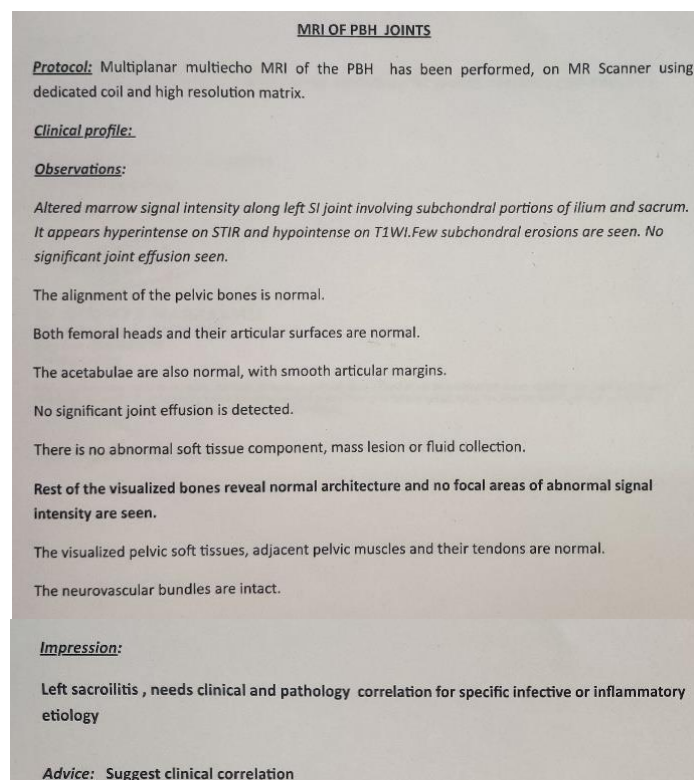 MRI OF PBH JOINTS
Protocol: Multiplanar multiecho MRI of the PBH has been performed, on MR Scanner using
dedicated coil and high resolution matrix.
Clinical profile:
Observations:
Altered marrow signal intensity along left SI joint involving subchondral portions of ilium and sacrum.
It appears hyperintense on STIR and hypointense on T1WI.Few subchondral erosions are seen. No
significant joint effusion seen.
The alignment of the pelvic bones is normal.
Both femoral heads and their articular surfaces are normal.
The acetabulae are also normal, with smooth articular margins.
No significant joint effusion is detected.
There is no abnormal soft tissue component, mass lesion or fluid collection.
Rest of the visualized bones reveal normal architecture and no focal areas of abnormal signal
intensity are seen.
The visualized pelvic soft tissues, adjacent pelvic muscles and their tendons are normal.
The neurovascular bundles are intact.
Impression:
Left sacroilitis , needs clinical and pathology correlation for specific infective or inflammatory
etiology
Advice: Suggest clinical correlation